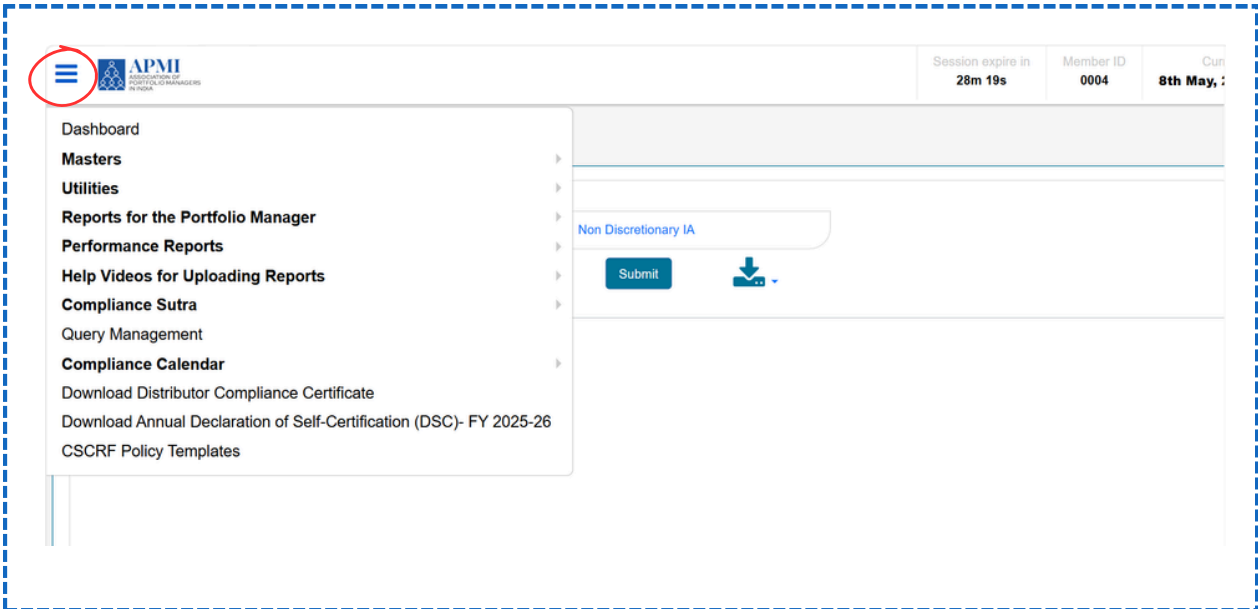 APMI
ASSOCIATION OF
PORTFOLIO MANAGERS
IN INDIA
Session expire in
28m 19s
Member ID
0004
8th May,
Dashboard
Masters
Utilities
Reports for the Portfolio Manager
Performance Reports
Help Videos for Uploading Reports
Compliance Sutra
Query Management
Compliance Calendar
Download Distributor Compliance Certificate
Download Annual Declaration of Self-Certification (DSC)- FY 2025-26
CSCRF Policy Templates
Non Discretionary IA
Submit